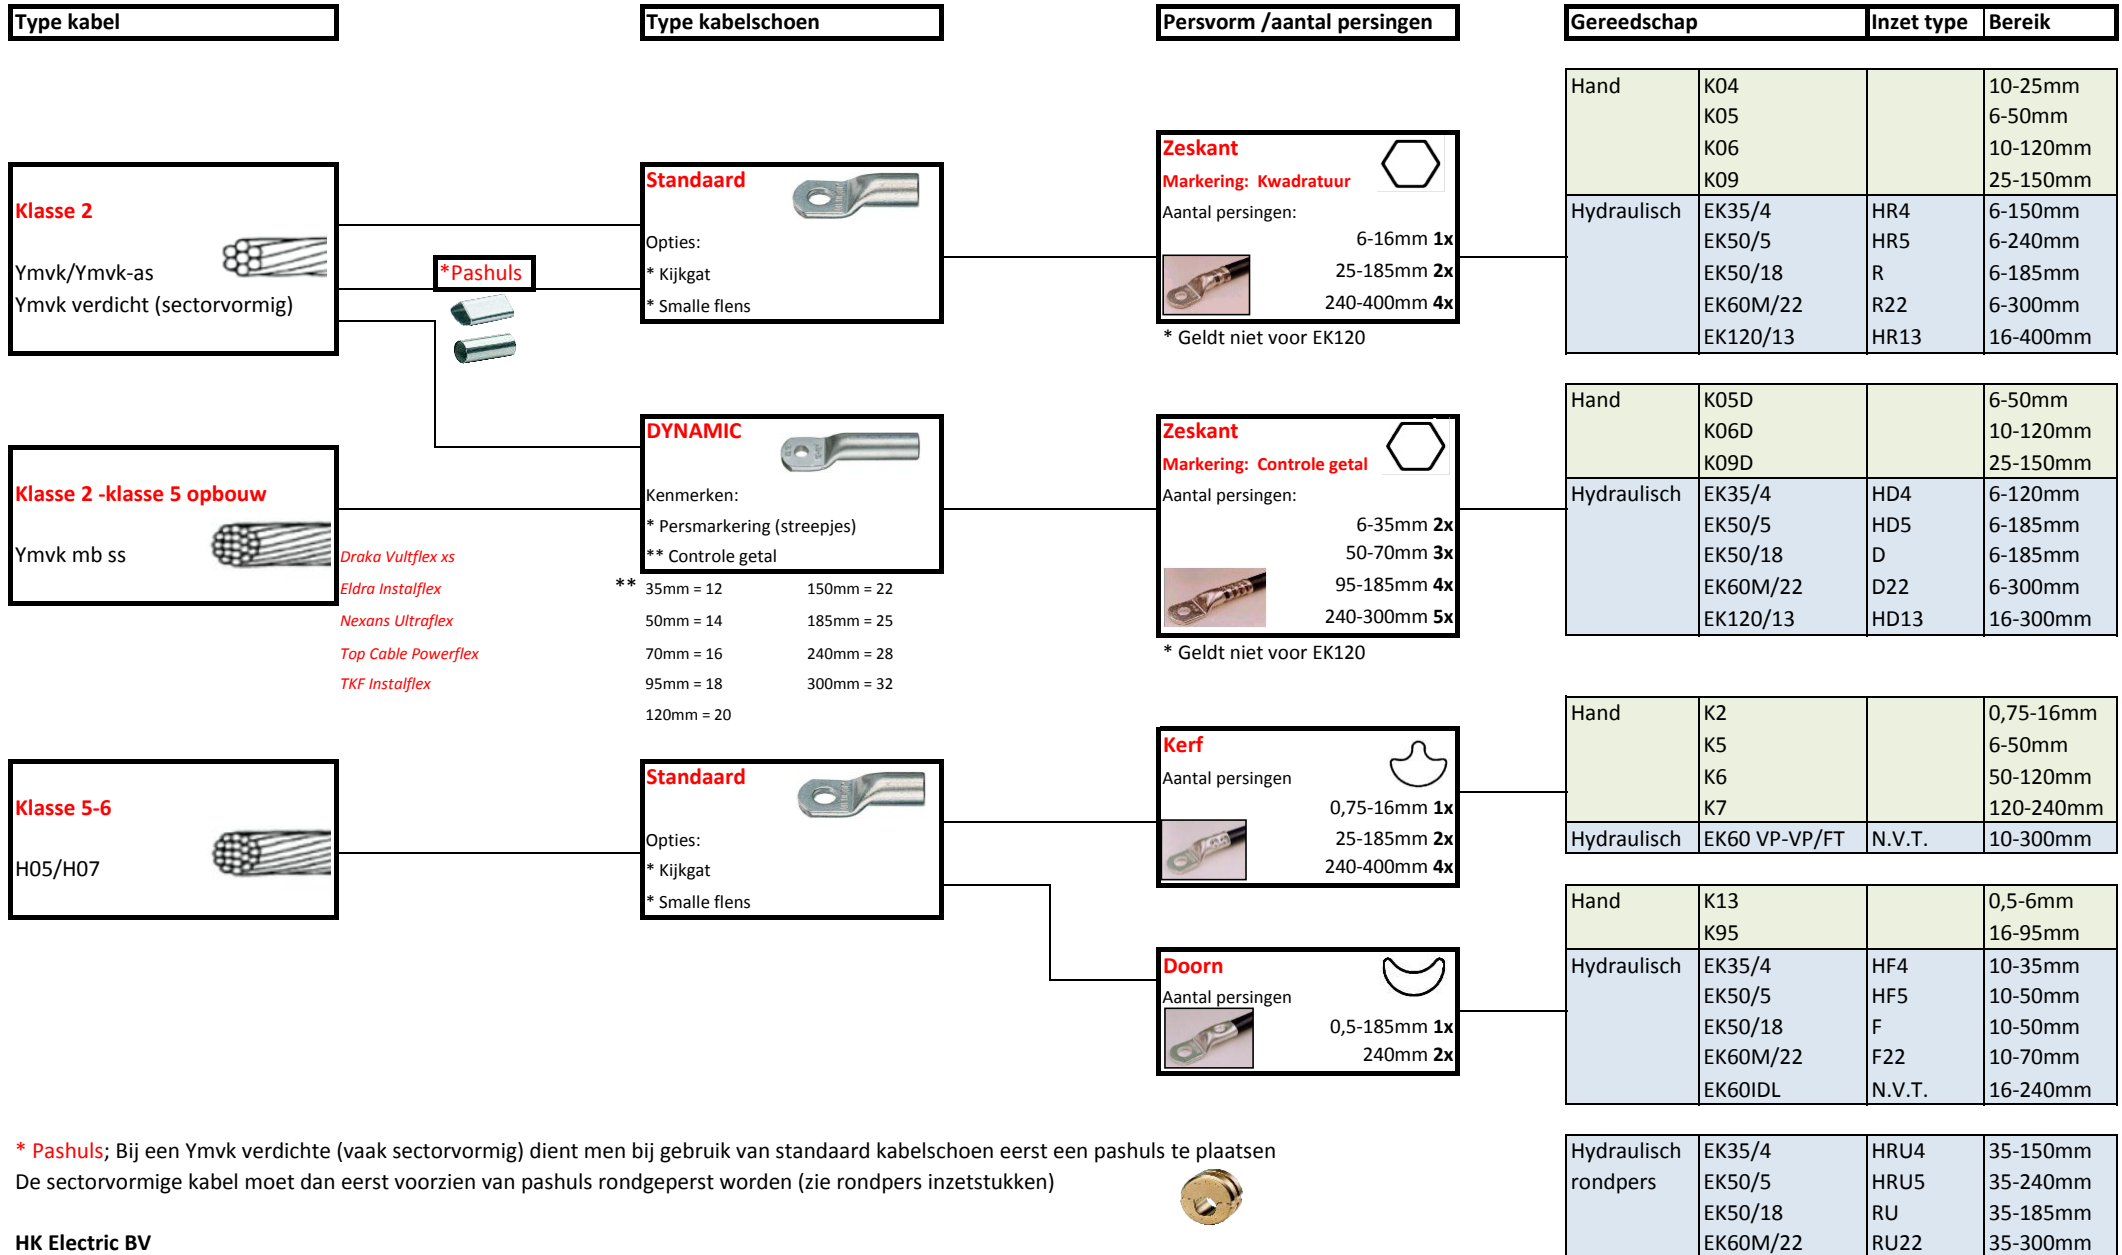 Type kabel
Type kabelschoen
Persvorm /aantal persingen
Gereedschap Inzet type Bereik
Klasse 2
Ymvk/Ymvk-as
Ymvk verdicht (sectorvormig)
*Pashuls
Standaard
Opties:
* Kijkgat
* Smalle flens
Zeskant
Markering: Kwadratuur
Aantal persingen:
6-16mm 1x
25-185mm 2x
240-400mm 4x
* Geldt niet voor EK120
Hand K04 10-25mm
K05 6-50mm
K06 10-120mm
K09 25-150mm
Hydraulisch EK35/4 HR4 6-150mm
EK50/5 HR5 6-240mm
EK50/18 R 6-185mm
EK60M/22 R22 6-300mm
EK120/13 HR13 16-400mm
Klasse 2 -klasse 5 opbouw
Ymvk mb ss
Draka Vultflex xs
Eldra Instalflex
Nexans Ultraflex
Top Cable Powerflex
TKF Instalflex
DYNAMIC
Kenmerken:
* Persmarkering (streepjes)
** Controle getal
** 35mm = 12 150mm = 22
50mm = 14 185mm = 25
70mm = 16 240mm = 28
95mm = 18 300mm = 32
120mm = 20
Zeskant
Markering: Controle getal
Aantal persingen:
6-35mm 2x
50-70mm 3x
95-185mm 4x
240-300mm 5x
* Geldt niet voor EK120
Hand K05D 6-50mm
K06D 10-120mm
K09D 25-150mm
Hydraulisch EK35/4 HD4 6-120mm
EK50/5 HD5 6-185mm
EK50/18 D 6-185mm
EK60M/22 D22 6-300mm
EK120/13 HD13 16-300mm
Klasse 5-6
H05/H07
Standaard
Opties:
* Kijkgat
* Smalle flens
Kerf
Aantal persingen
0,75-16mm 1x
25-185mm 2x
240-400mm 4x
Hand K2 0,75-16mm
K5 6-50mm
K6 50-120mm
K7 120-240mm
Hydraulisch EK60 VP-VP/FT N.V.T. 10-300mm
Doorn
Aantal persingen
0,5-185mm 1x
240mm 2x
Hand K13 0,5-6mm
K95 16-95mm
Hydraulisch EK35/4 HF4 10-35mm
EK50/5 HF5 10-50mm
EK50/18 F 10-50mm
EK60M/22 F22 10-70mm
EK60IDL N.V.T. 16-240mm
* Pashuls; Bij een Ymvk verdichte (vaak sectorvormig) dient men bij gebruik van standaard kabelschoen eerst een pashuls te plaatsen
De sectorvormige kabel moet dan eerst voorzien van pashuls rondgeperst worden (zie rondpers inzetstukken)
HK Electric BV
Hydraulisch EK35/4 HRU4 35-150mm
rondpers EK50/5 HRU5 35-240mm
EK50/18 RU 35-185mm
EK60M/22 RU22 35-300mm